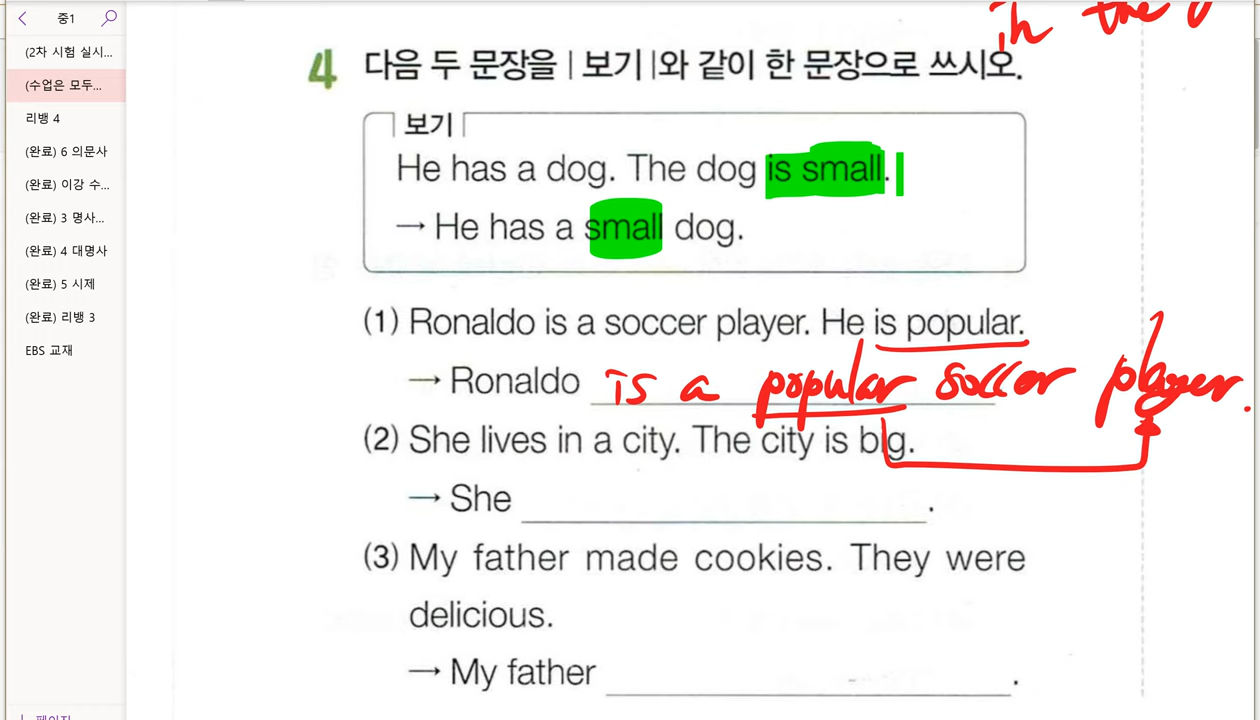 중1
(2차 시험 실시...
(수업은 모두...
리뱅 4
(완료) 6 의문사
(완료) 이강 수...
(완료) 3 명사...
(완료) 4 대명사
(완료) 5 시제
(완료) 리뱅 3
EBS 교재
in the
4 다음 두 문장을 | 보기 |와 같이 한 문장으로 쓰시오.
보기
He has a dog. The dog is small.
→ He has a small dog.
(1) Ronaldo is a soccer player. He is popular.
→ Ronaldo is a popular soccer player.
(2) She lives in a city. The city is big.
→ She .
(3) My father made cookies. They were
delicious.
→ My father .